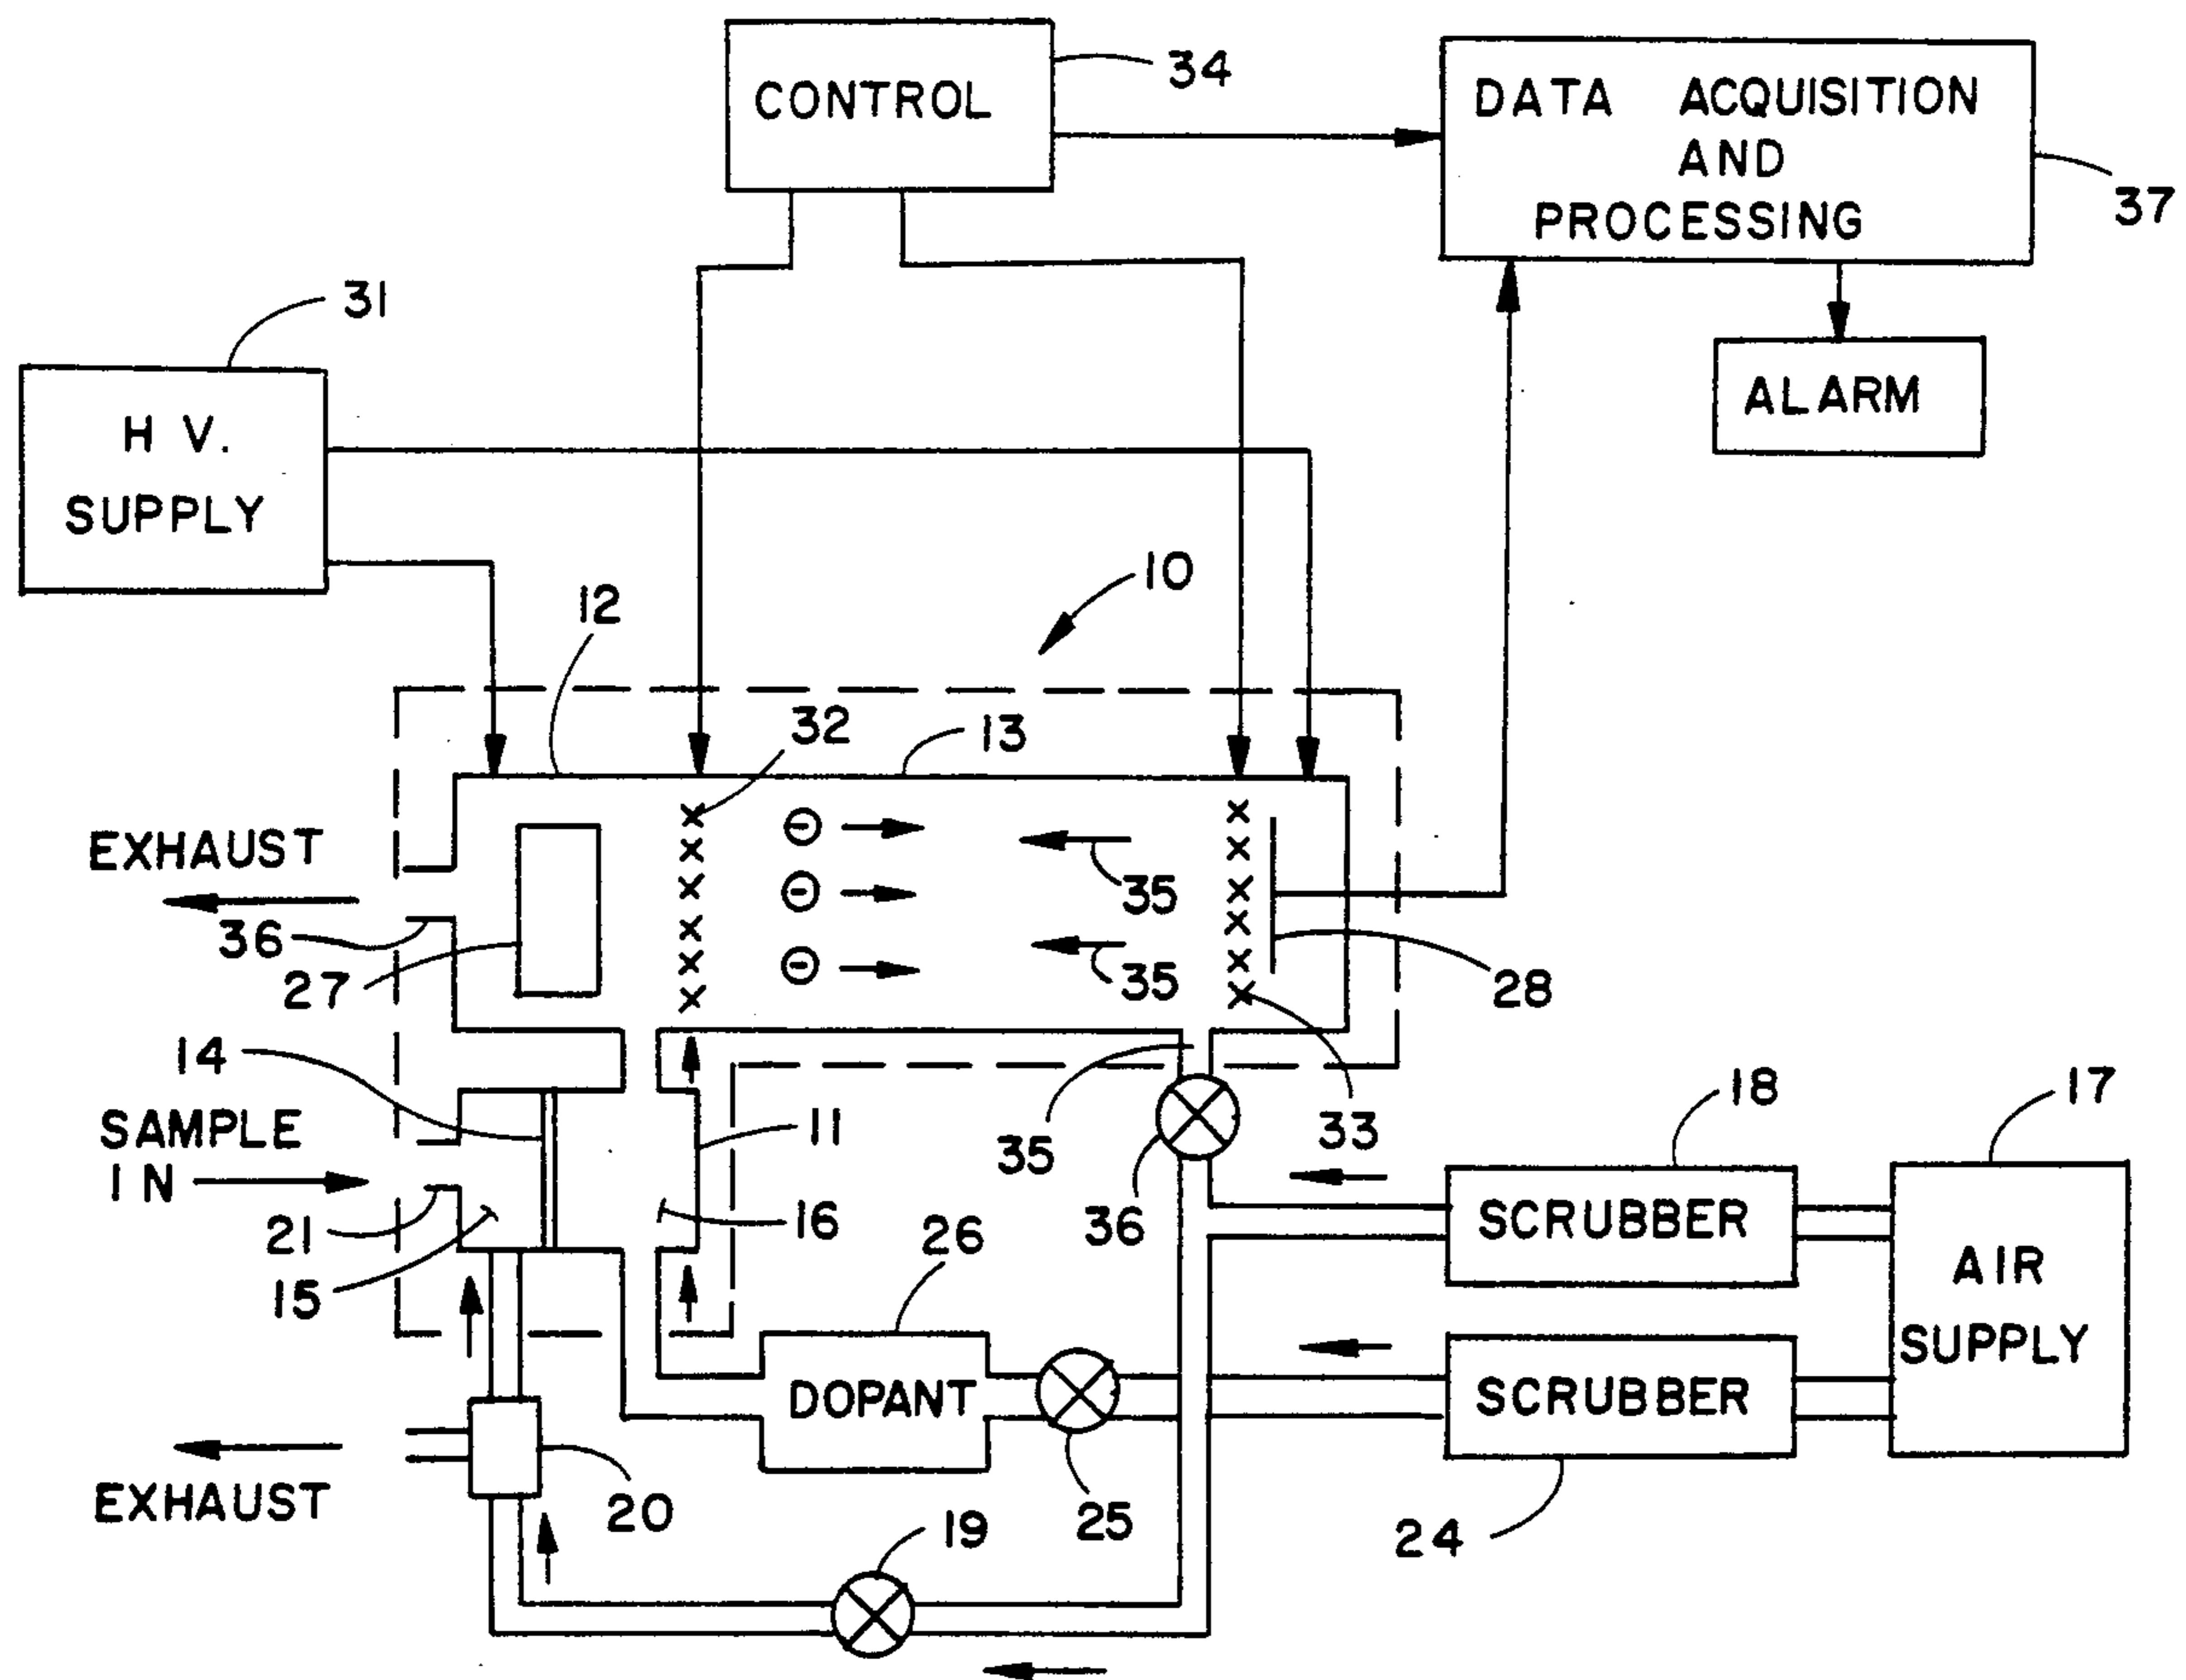 CONTROL
34
DATA ACQUISITION
AND
PROCESSING
37
31
H V.
SUPPLY
ALARM
10
12
32
13
EXHAUST
36
27
35
35
28
14
SAMPLE
IN
21
15
11
16
35
36
33
18
17
SCRUBBER
AIR
SUPPLY
26
DOPANT
SCRUBBER
25
24
EXHAUST
20
19